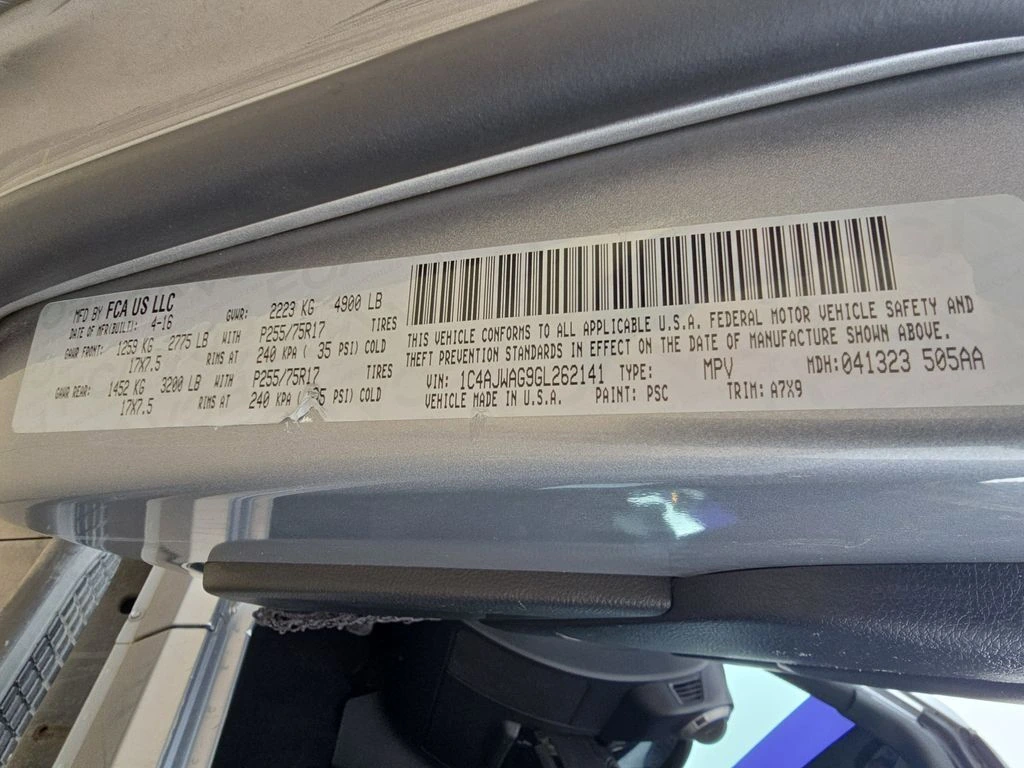 MFD BY FCA US LLC
DATE OF MFR(BUILT): 4-16 GVWR: 2223 KG 4900 LB
GAWR FRONT: 1259 KG 2775 LB WITH P255/75R17 TIRES
17X7.5 RIMS AT 240 KPA ( 35 PSI) COLD
GAWR REAR: 1452 KG 3200 LB WITH P255/75R17 TIRES
17X7.5 RIMS AT 240 KPA ( 35 PSI) COLD
THIS VEHICLE CONFORMS TO ALL APPLICABLE U.S.A. FEDERAL MOTOR VEHICLE SAFETY AND
THEFT PREVENTION STANDARDS IN EFFECT ON THE DATE OF MANUFACTURE SHOWN ABOVE.
VIN: 1C4AJWAG9GL262141 TYPE: MPV MDH: 041323 505AA
VEHICLE MADE IN U.S.A. PAINT: PSC TRIM: A7X9